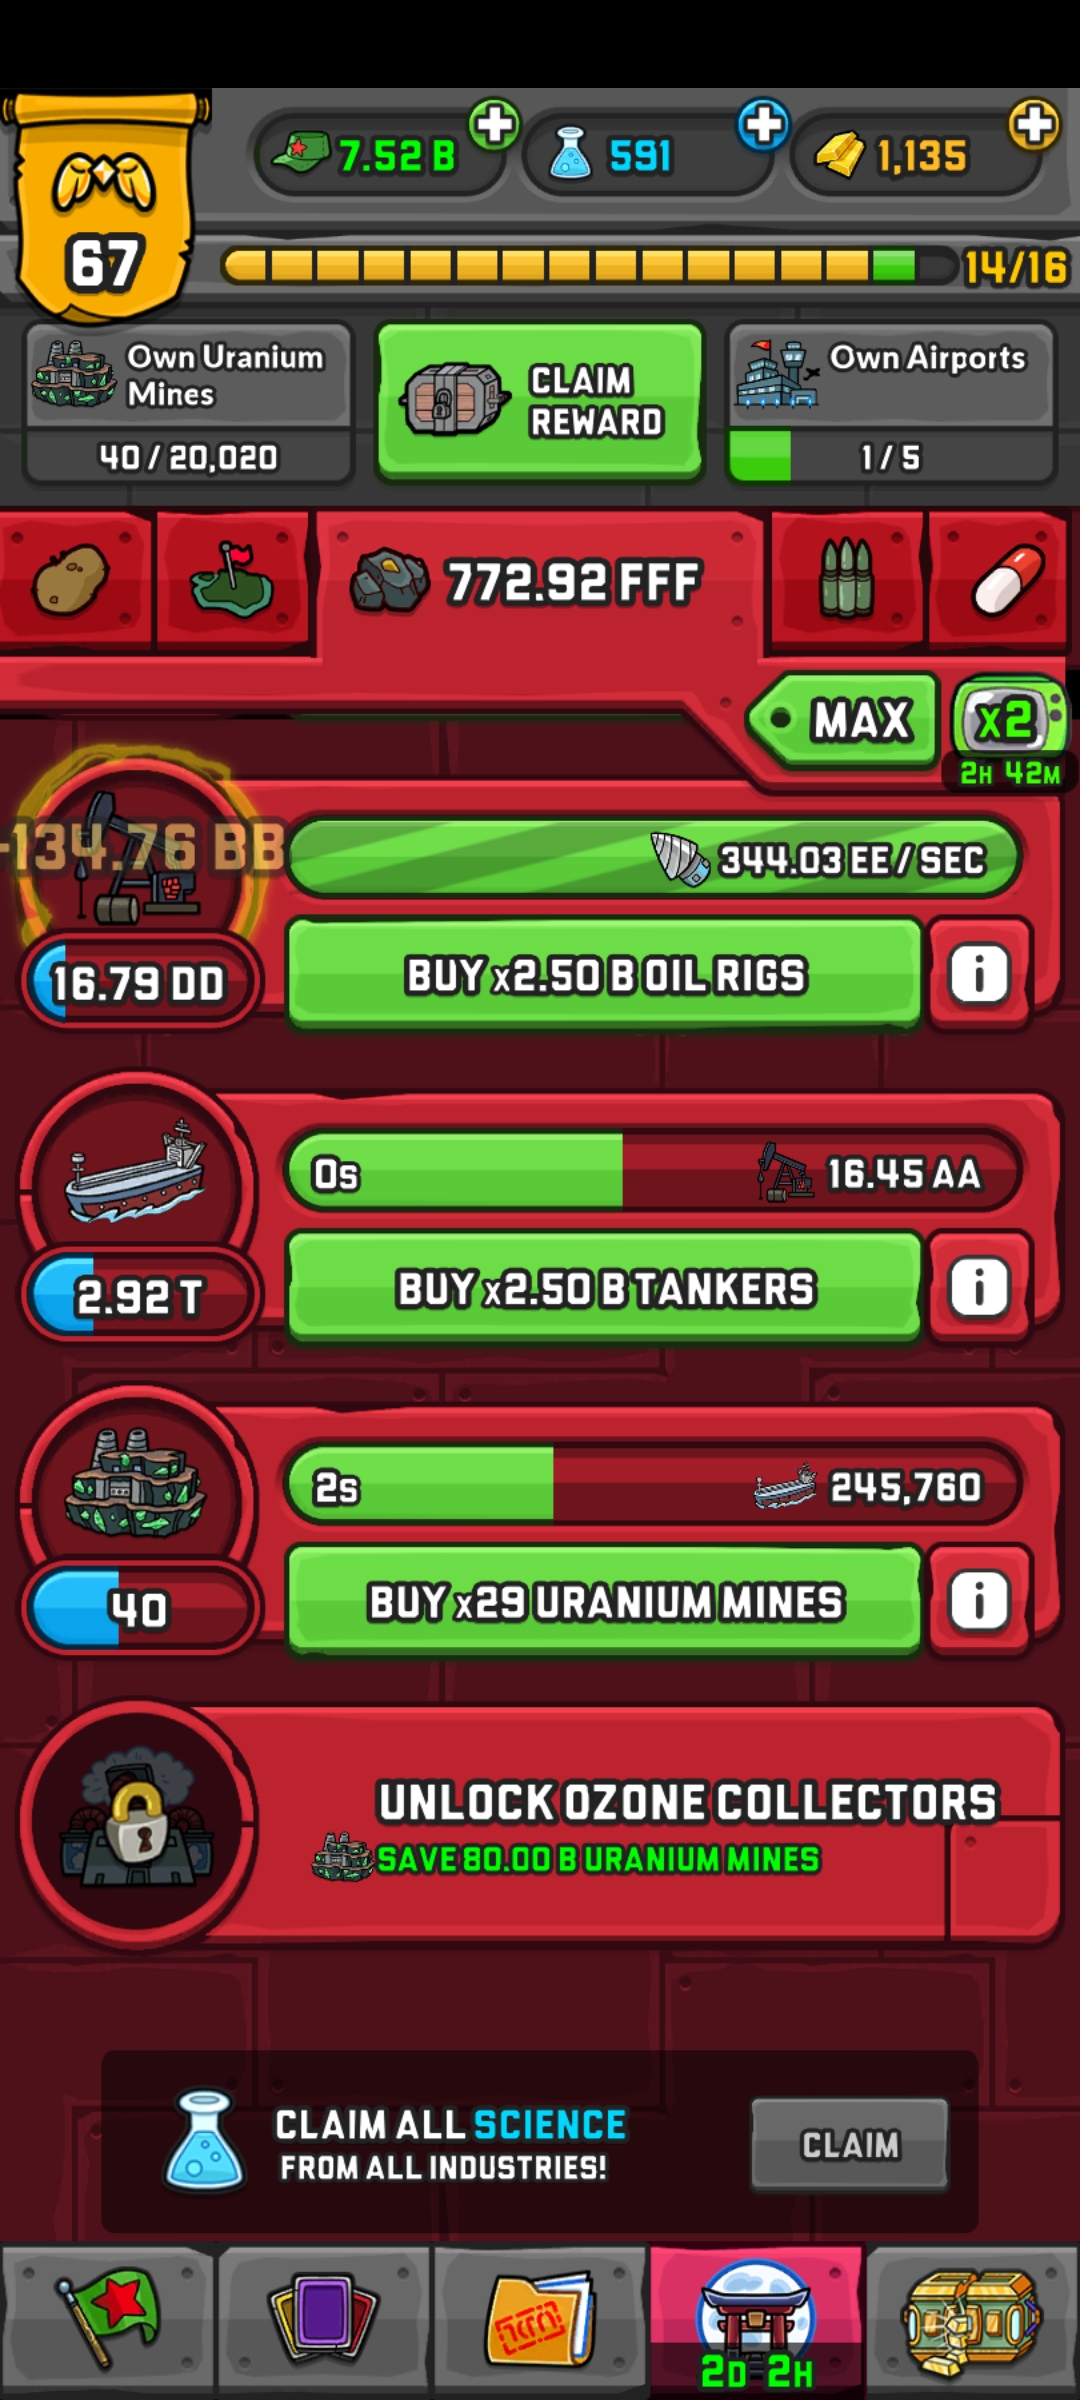 7.52 B
591
1,135
67
14/16
Own Uranium
Mines
40 / 20,020
CLAIM
REWARD
Own Airports
1 / 5
772.92 FFF
MAX
x2
2H 42M
-134.76 BB
344.03 EE / SEC
16.79 DD
BUY x2.50 B OIL RIGS
i
0s
16.45 AA
2.92 T
BUY x2.50 B TANKERS
i
2s
245,760
40
BUY x29 URANIUM MINES
i
UNLOCK OZONE COLLECTORS
SAVE 80.00 B URANIUM MINES
CLAIM ALL SCIENCE
FROM ALL INDUSTRIES!
CLAIM
2D 2H